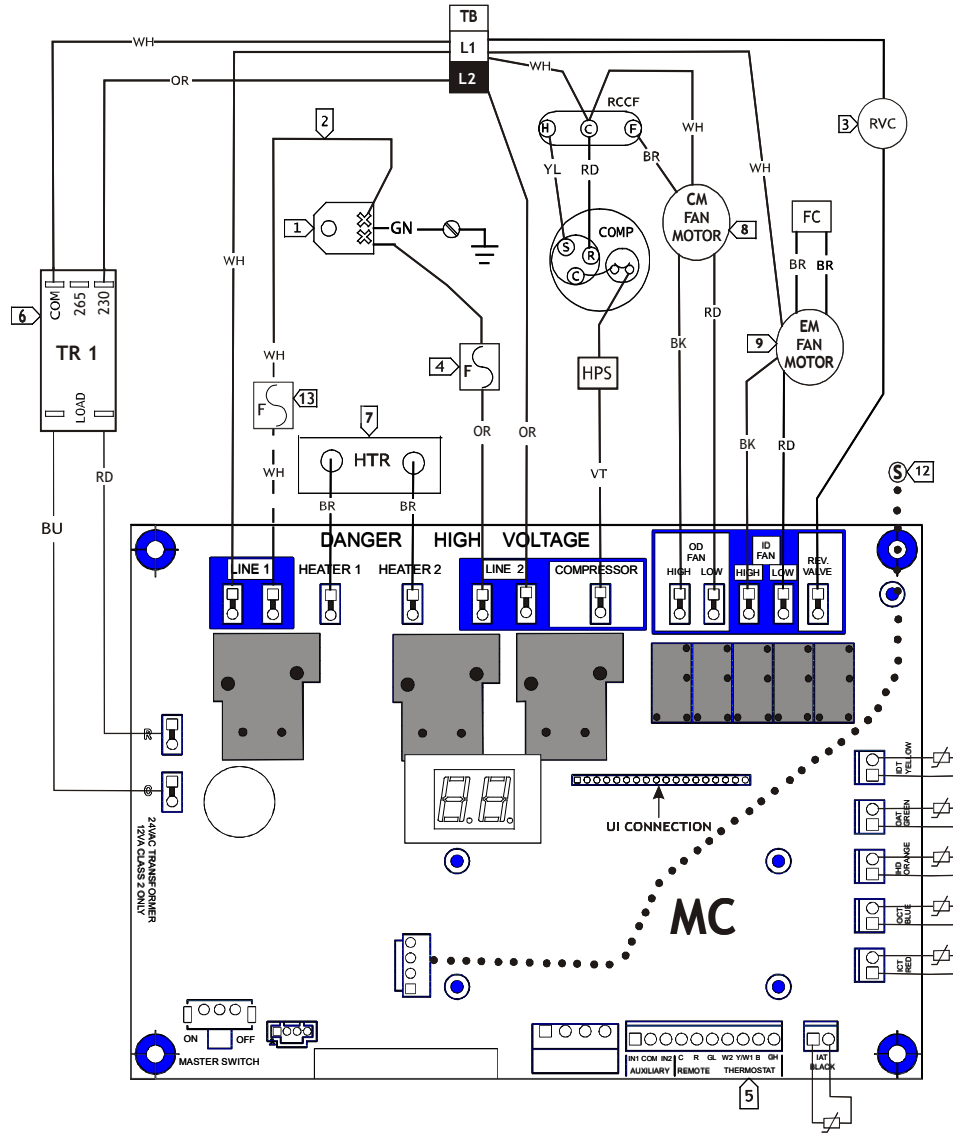 TB
WH
L1
OR
L2
WH
RCCF
H
C
F
WH
3
RVC
2
YL
RD
BR
WH
1
GN
COMP
CM
FAN
MOTOR
8
FC
S
R
C
WH
BR
BR
COM
265
230
6
TR 1
LOAD
RD
EM
FAN
MOTOR
9
BK
WH
F
13
4
F
HPS
7
HTR
OR
OR
BK
RD
WH
VT
RD
BR
BR
S
12
BU
DANGER HIGH VOLTAGE
OD
FAN
HIGH
LOW
ID
FAN
HIGH
LOW
REV.
VALVE
LINE 1
HEATER 1
HEATER 2
LINE 2
COMPRESSOR
R
C
24VAC TRANSFORMER
12VA CLASS 2 ONLY
88
UI CONNECTION
IDT
YELLOW
DAT
GREEN
IHD
ORANGE
OCT
BLUE
ICT
RED
MC
ON
OFF
MASTER SWITCH
IN1 COM IN2 C R GL W2 Y/W1 B GH
AUXILIARY REMOTE THERMOSTAT
IAT
BLACK
5